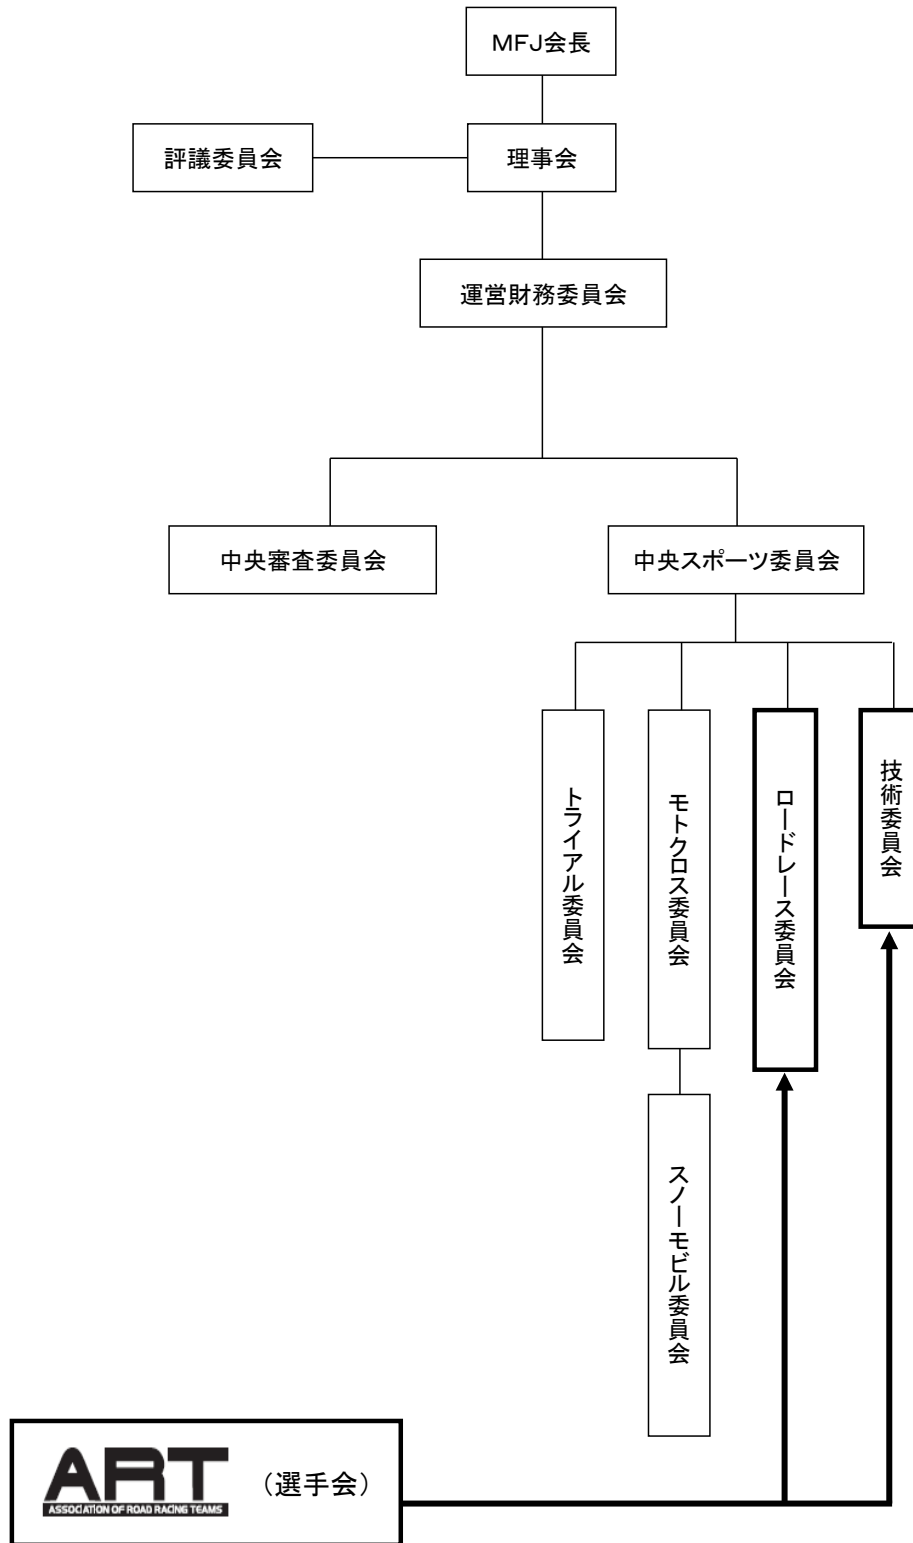 MFJ会長
評議委員会
理事会
運営財務委員会
中央審査委員会
中央スポーツ委員会
トライアル委員会
モトクロス委員会
ロードレース委員会
技術委員会
スノーモビル委員会
ART
ASSOCIATION OF ROAD RACING TEAMS
（選手会）